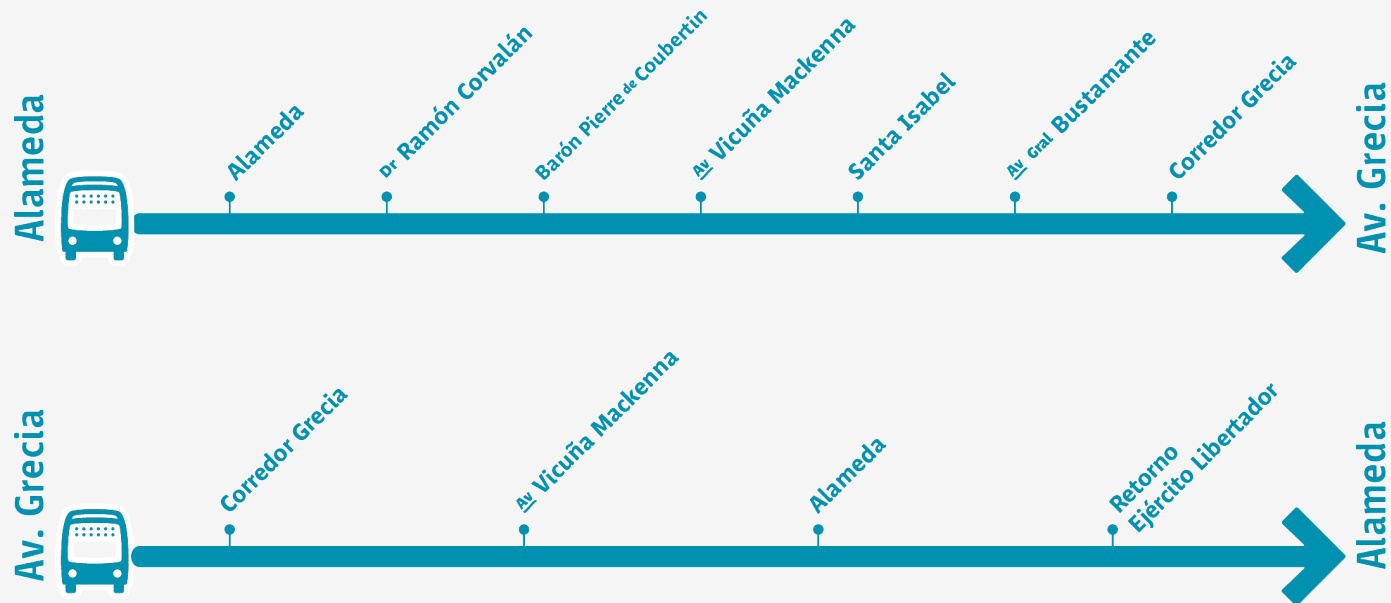 Alameda
Alameda
Dr Ramón Corvalán
Barón Pierre de Coubertin
Av Vicuña Mackenna
Santa Isabel
Av Gral Bustamante
Corredor Grecia
Av. Grecia
Av. Grecia
Corredor Grecia
Av Vicuña Mackenna
Alameda
Retorno
Ejército Libertador
Alameda